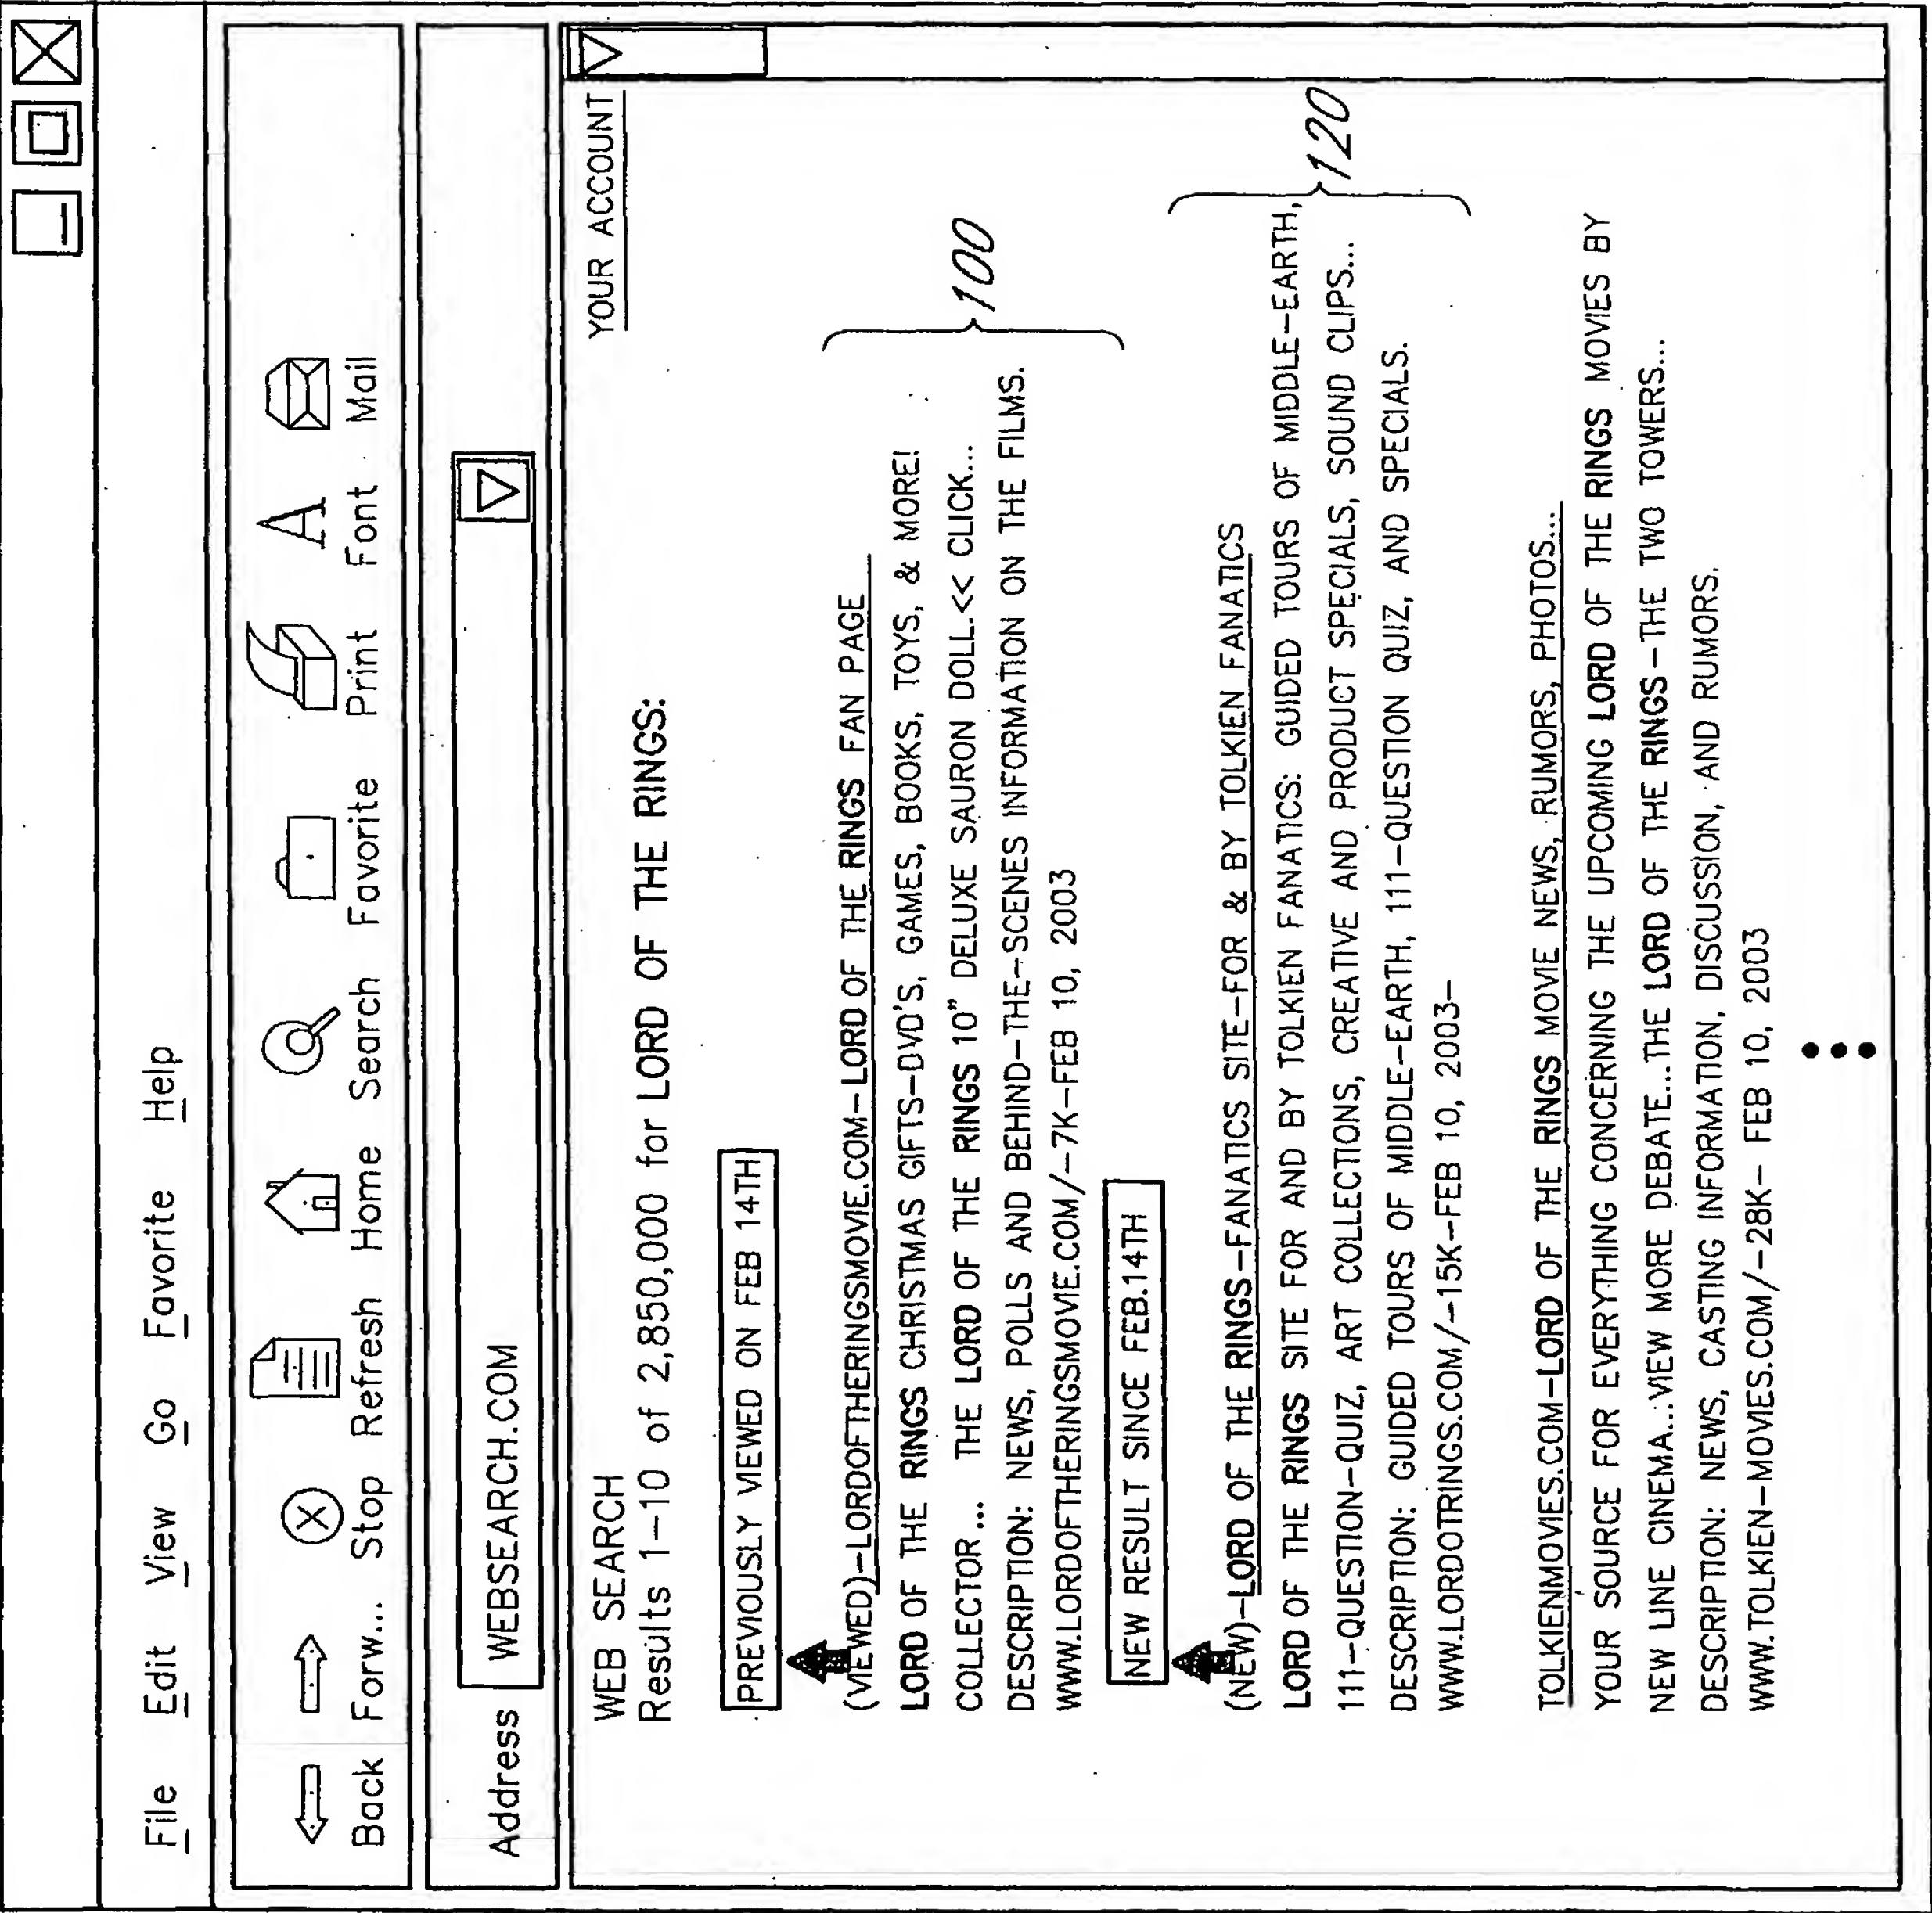 File Edit View Go Favorite Help
Back Forw... Stop Refresh Home Search Favorite Print Font Mail
Address WEBSEARCH.COM
YOUR ACCOUNT
WEB SEARCH
Results 1-10 of 2,850,000 for LORD OF THE RINGS:
PREVIOUSLY VIEWED ON FEB 14TH
(VIEWED)-LORDOFTHERINGSMOVIE.COM-LORD OF THE RINGS FAN PAGE
LORD OF THE RINGS CHRISTMAS GIFTS-DVD'S, GAMES, BOOKS, TOYS, & MORE!
COLLECTOR ... THE LORD OF THE RINGS 10" DELUXE SAURON DOLL.<< CLICK...
DESCRIPTION: NEWS, POLLS AND BEHIND-THE-SCENES INFORMATION ON THE FILMS.
WWW.LORDOFTHERINGSMOVIE.COM/-7K-FEB 10, 2003
100
NEW RESULT SINCE FEB.14TH
(NEW)-LORD OF THE RINGS-FANATICS SITE-FOR & BY TOLKIEN FANATICS
LORD OF THE RINGS SITE FOR AND BY TOLKIEN FANATICS: GUIDED TOURS OF MIDDLE-EARTH,
111-QUESTION-QUIZ, ART COLLECTIONS, CREATIVE AND PRODUCT SPECIALS, SOUND CLIPS...
DESCRIPTION: GUIDED TOURS OF MIDDLE-EARTH, 111-QUESTION QUIZ, AND SPECIALS.
WWW.LORDOTRINGS.COM/-15K-FEB 10, 2003-
120
TOLKIENMOVIES.COM-LORD OF THE RINGS MOVIE NEWS, RUMORS, PHOTOS...
YOUR SOURCE FOR EVERYTHING CONCERNING THE UPCOMING LORD OF THE RINGS MOVIES BY
NEW LINE CINEMA...VIEW MORE DEBATE...THE LORD OF THE RINGS-THE TWO TOWERS...
DESCRIPTION: NEWS, CASTING INFORMATION, DISCUSSION, AND RUMORS.
WWW.TOLKIEN-MOVIES.COM/-28K- FEB 10, 2003